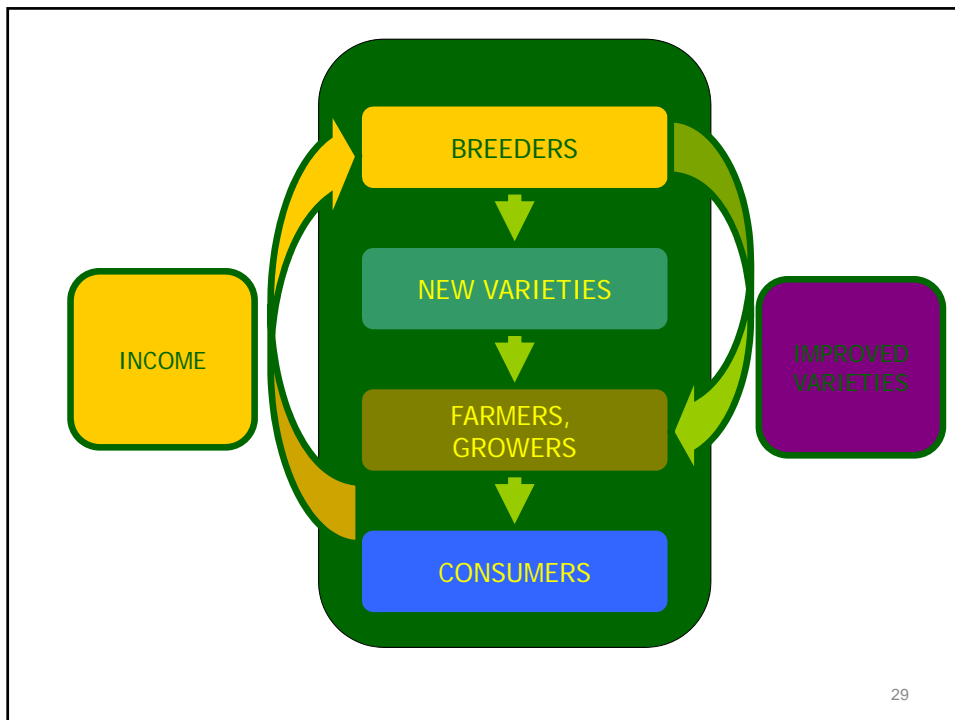 BREEDERS
NEW VARIETIES
INCOME
IMPROVED
VARIETIES
FARMERS,
GROWERS
CONSUMERS
29